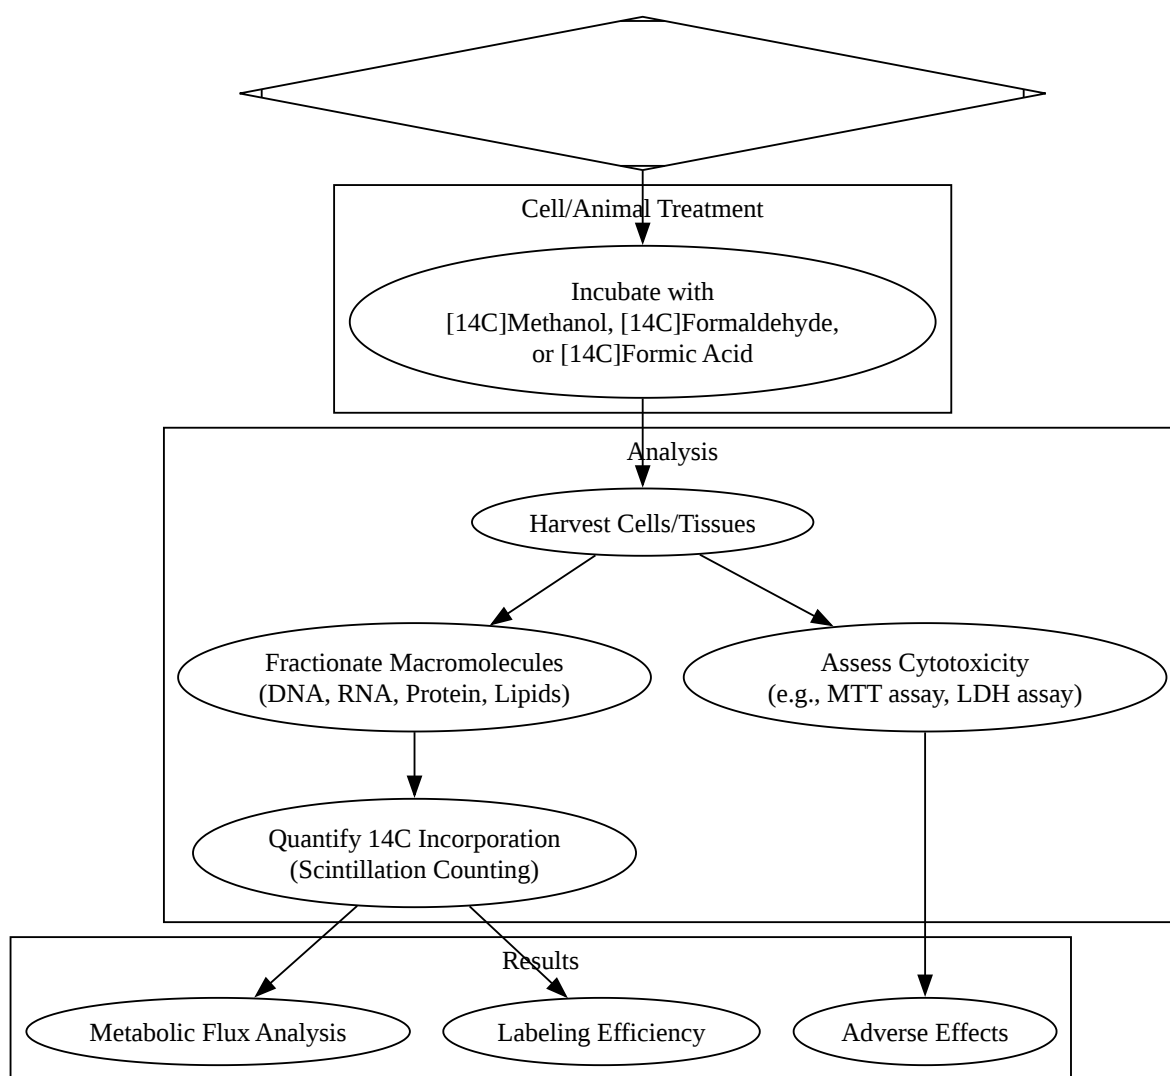 Cell/Animal Treatment
Incubate with
[14C]Methanol, [14C]Formaldehyde,
or [14C]Formic Acid
Analysis
Harvest Cells/Tissues
Fractionate Macromolecules
(DNA, RNA, Protein, Lipids)
Assess Cytotoxicity
(e.g., MTT assay, LDH assay)
Quantify 14C Incorporation
(Scintillation Counting)
Results
Metabolic Flux Analysis
Labeling Efficiency
Adverse Effects